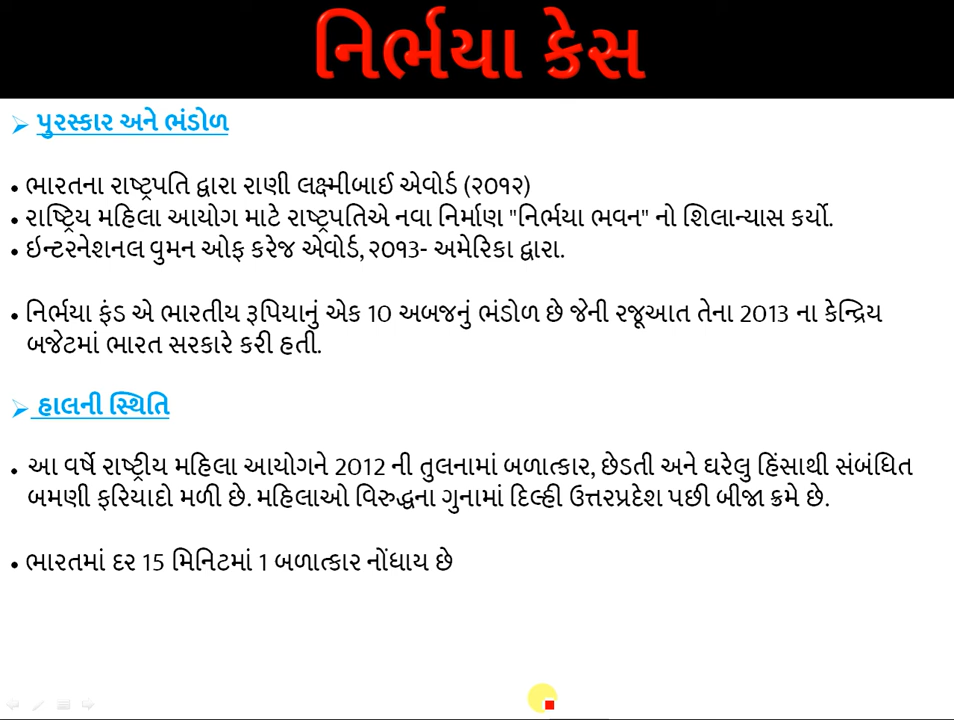 નિર્ભયા કેસ
➢ પુરસ્કાર અને ભંડોળ
• ભારતના રાષ્ટ્રપતિ દ્વારા રાણી લક્ષ્મીબાઈ એવોર્ડ (૨૦૧૨)
• રાષ્ટ્રિય મહિલા આયોગ માટે રાષ્ટ્રપતિએ નવા નિર્માણ "નિર્ભયા ભવન" નો શિલાન્યાસ કર્યો.
• ઇન્ટરનેશનલ વુમન ઓફ કરેજ એવોર્ડ, ૨૦૧૩- અમેરિકા દ્વારા.
• નિર્ભયા ફંડ એ ભારતીય રૂપિયાનું એક 10 અબજનું ભંડોળ છે જેની રજૂઆત તેના 2013 ના કેન્દ્રિય
બજેટમાં ભારત સરકારે કરી હતી.
➢ હાલની સ્થિતિ
• આ વર્ષે રાષ્ટ્રીય મહિલા આયોગને 2012 ની તુલનામાં બળાત્કાર, છેડતી અને ઘરેલુ હિંસાથી સંબંધિત
બમણી ફરિયાદો મળી છે. મહિલાઓ વિરુદ્ધના ગુનામાં દિલ્હી ઉત્તરપ્રદેશ પછી બીજા ક્રમે છે.
• ભારતમાં દર 15 મિનિટમાં 1 બળાત્કાર નોંધાય છે